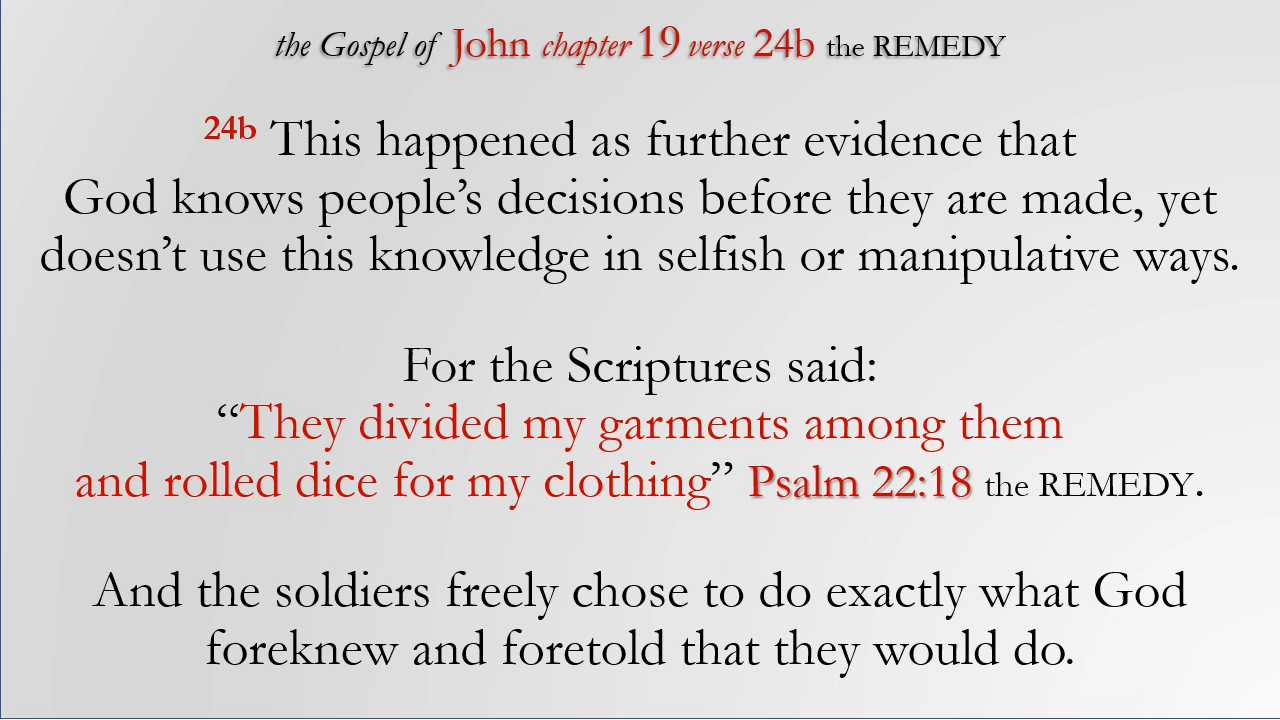 the Gospel of John chapter 19 verse 24b the REMEDY
24b This happened as further evidence that
God knows people’s decisions before they are made, yet
doesn’t use this knowledge in selfish or manipulative ways.
For the Scriptures said:
“They divided my garments among them
and rolled dice for my clothing” Psalm 22:18 the REMEDY.
And the soldiers freely chose to do exactly what God
foreknew and foretold that they would do.